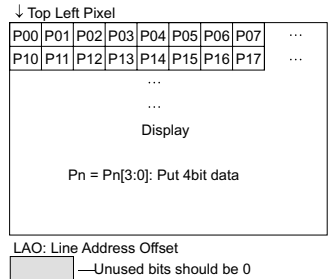 ↓ Top Left Pixel
P00 P01 P02 P03 P04 P05 P06 P07 ...
P10 P11 P12 P13 P14 P15 P16 P17 ...
...
...
Display
Pn = Pn[3:0]: Put 4bit data
LAO: Line Address Offset
—Unused bits should be 0